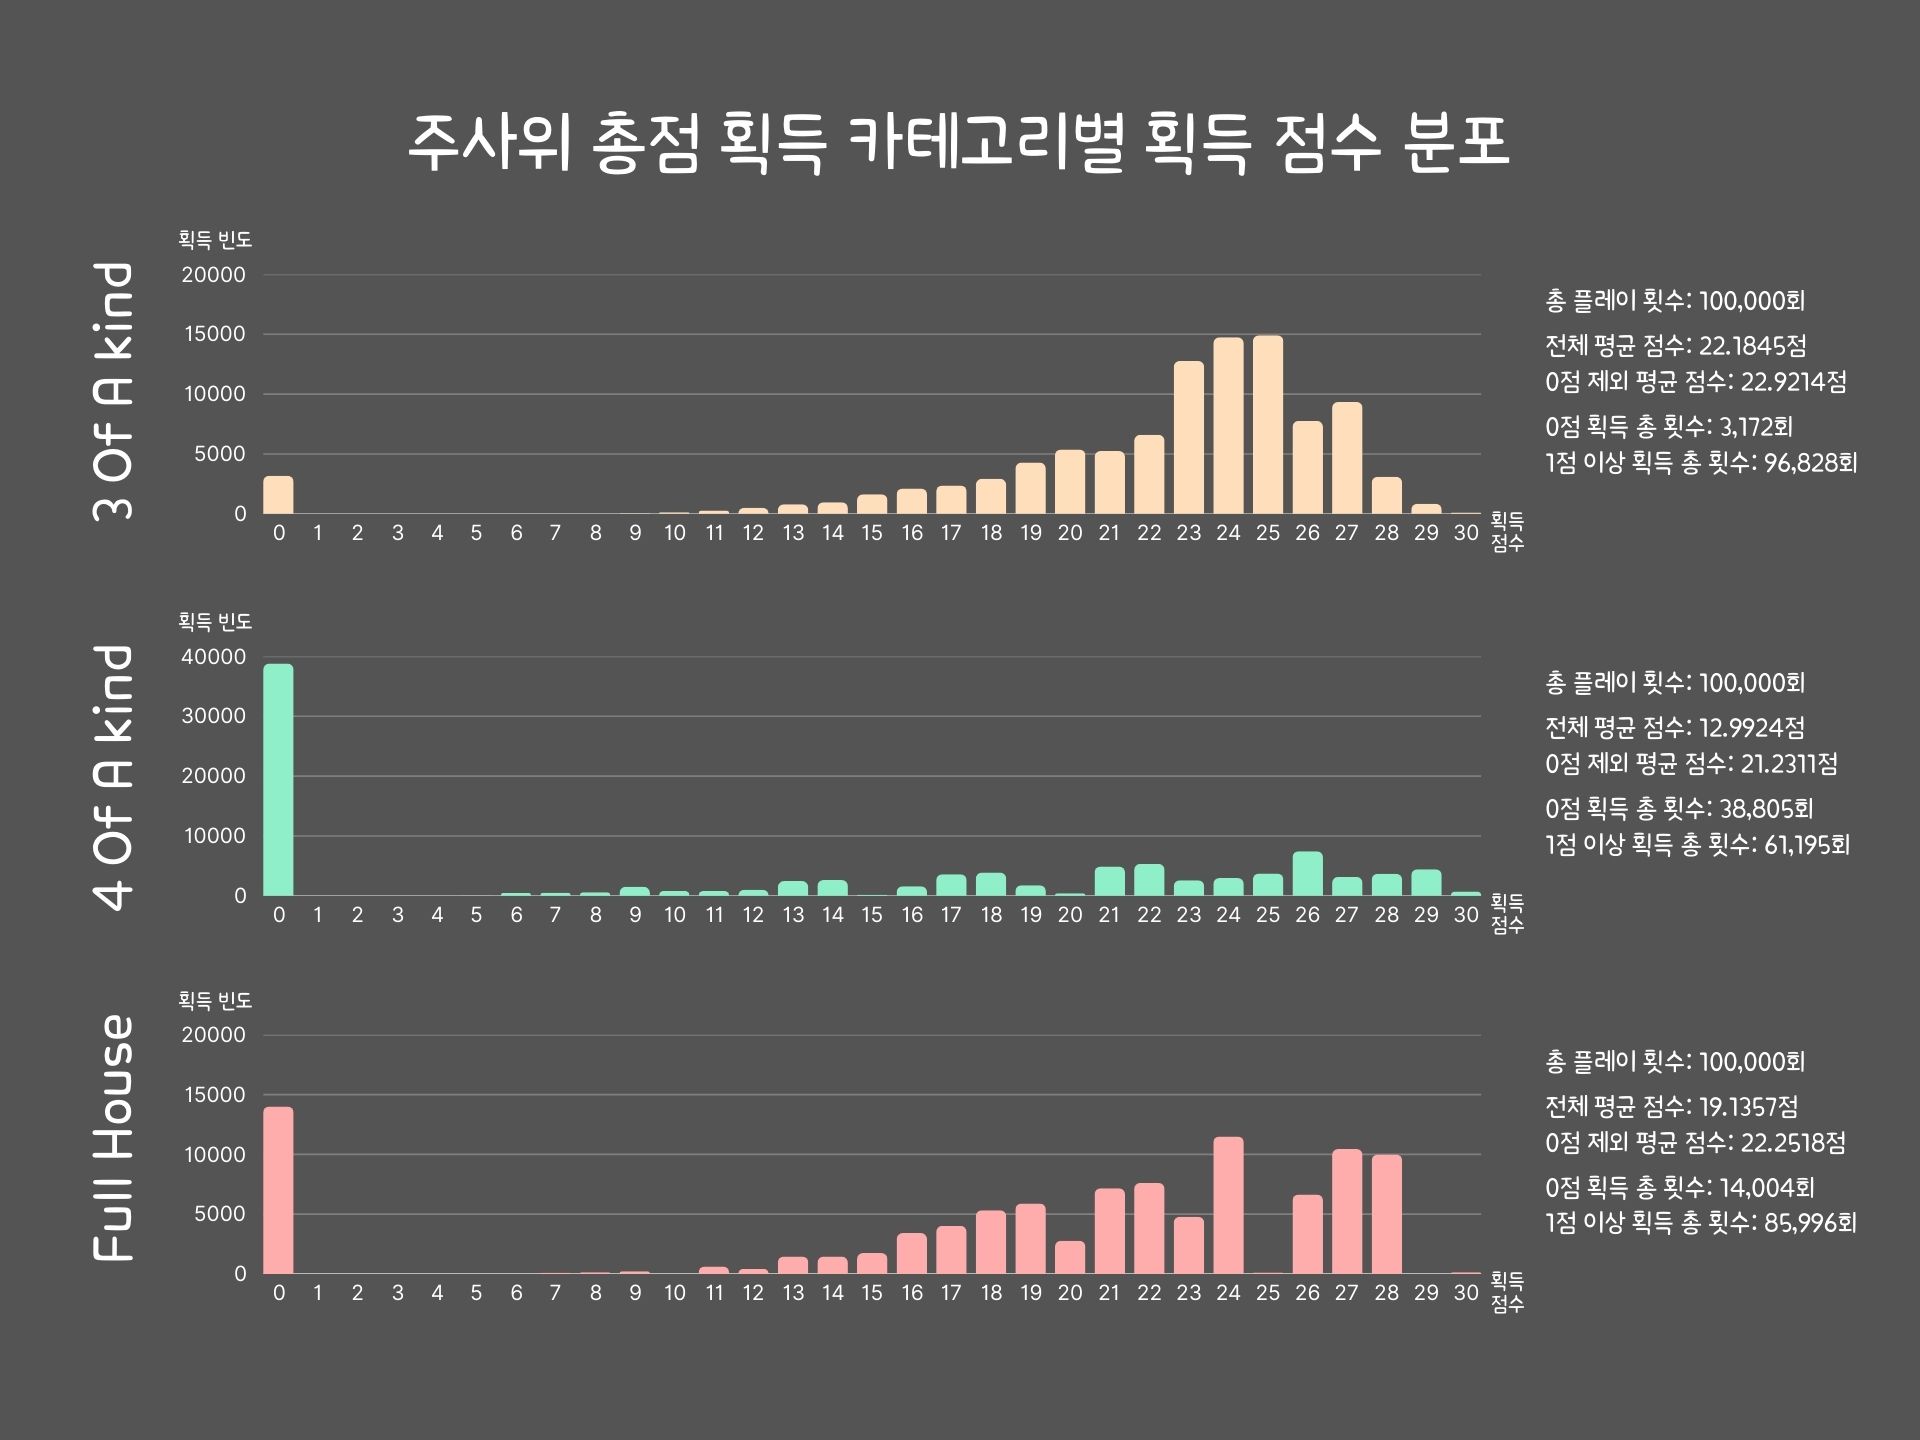 주사위 총점 획득 카테고리별 획득 점수 분포
3 Of A kind
획득 빈도
20000
15000
10000
5000
0
0 1 2 3 4 5 6 7 8 9 10 11 12 13 14 15 16 17 18 19 20 21 22 23 24 25 26 27 28 29 30
획득
점수
총 플레이 횟수: 100,000회
전체 평균 점수: 22.1845점
0점 제외 평균 점수: 22.9214점
0점 획득 총 횟수: 3,172회
1점 이상 획득 총 횟수: 96,828회
4 Of A kind
획득 빈도
40000
30000
20000
10000
0
0 1 2 3 4 5 6 7 8 9 10 11 12 13 14 15 16 17 18 19 20 21 22 23 24 25 26 27 28 29 30
획득
점수
총 플레이 횟수: 100,000회
전체 평균 점수: 12.9924점
0점 제외 평균 점수: 21.2311점
0점 획득 총 횟수: 38,805회
1점 이상 획득 총 횟수: 61,195회
Full House
획득 빈도
20000
15000
10000
5000
0
0 1 2 3 4 5 6 7 8 9 10 11 12 13 14 15 16 17 18 19 20 21 22 23 24 25 26 27 28 29 30
획득
점수
총 플레이 횟수: 100,000회
전체 평균 점수: 19.1357점
0점 제외 평균 점수: 22.2518점
0점 획득 총 횟수: 14,004회
1점 이상 획득 총 횟수: 85,996회